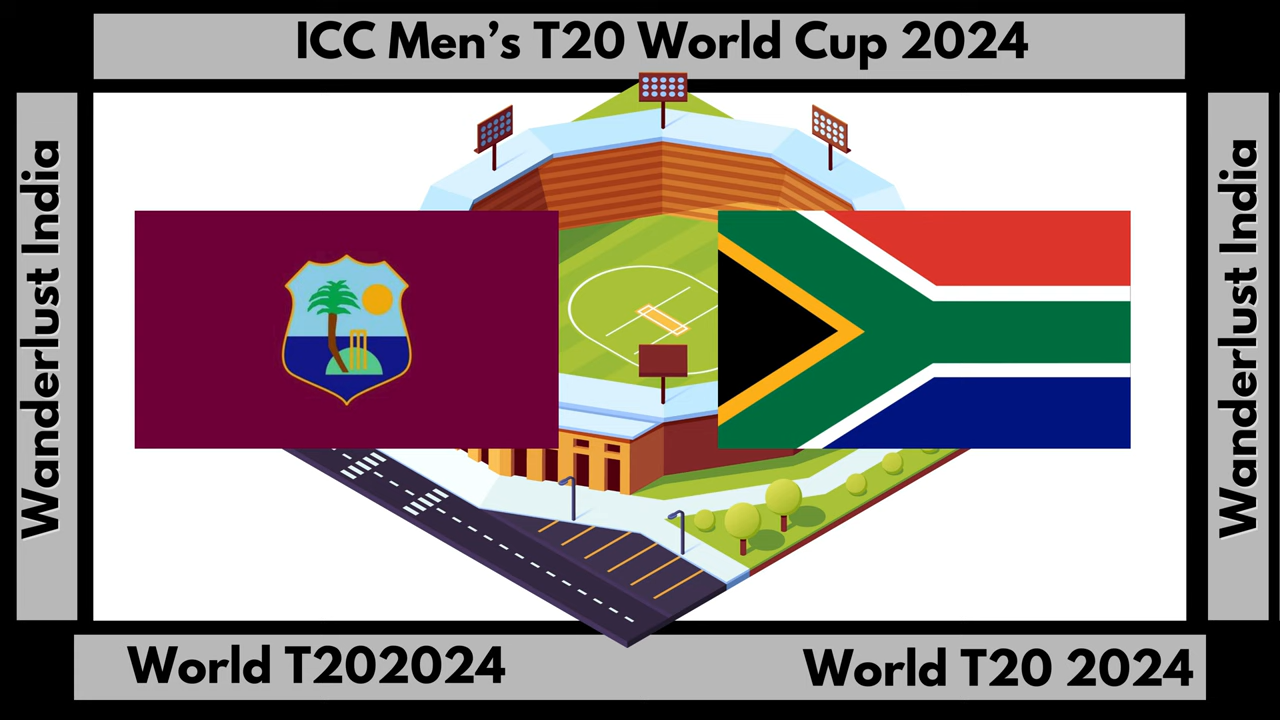 ICC Men’s T20 World Cup 2024
Wanderlust India
Wanderlust India
World T202024
World T20 2024